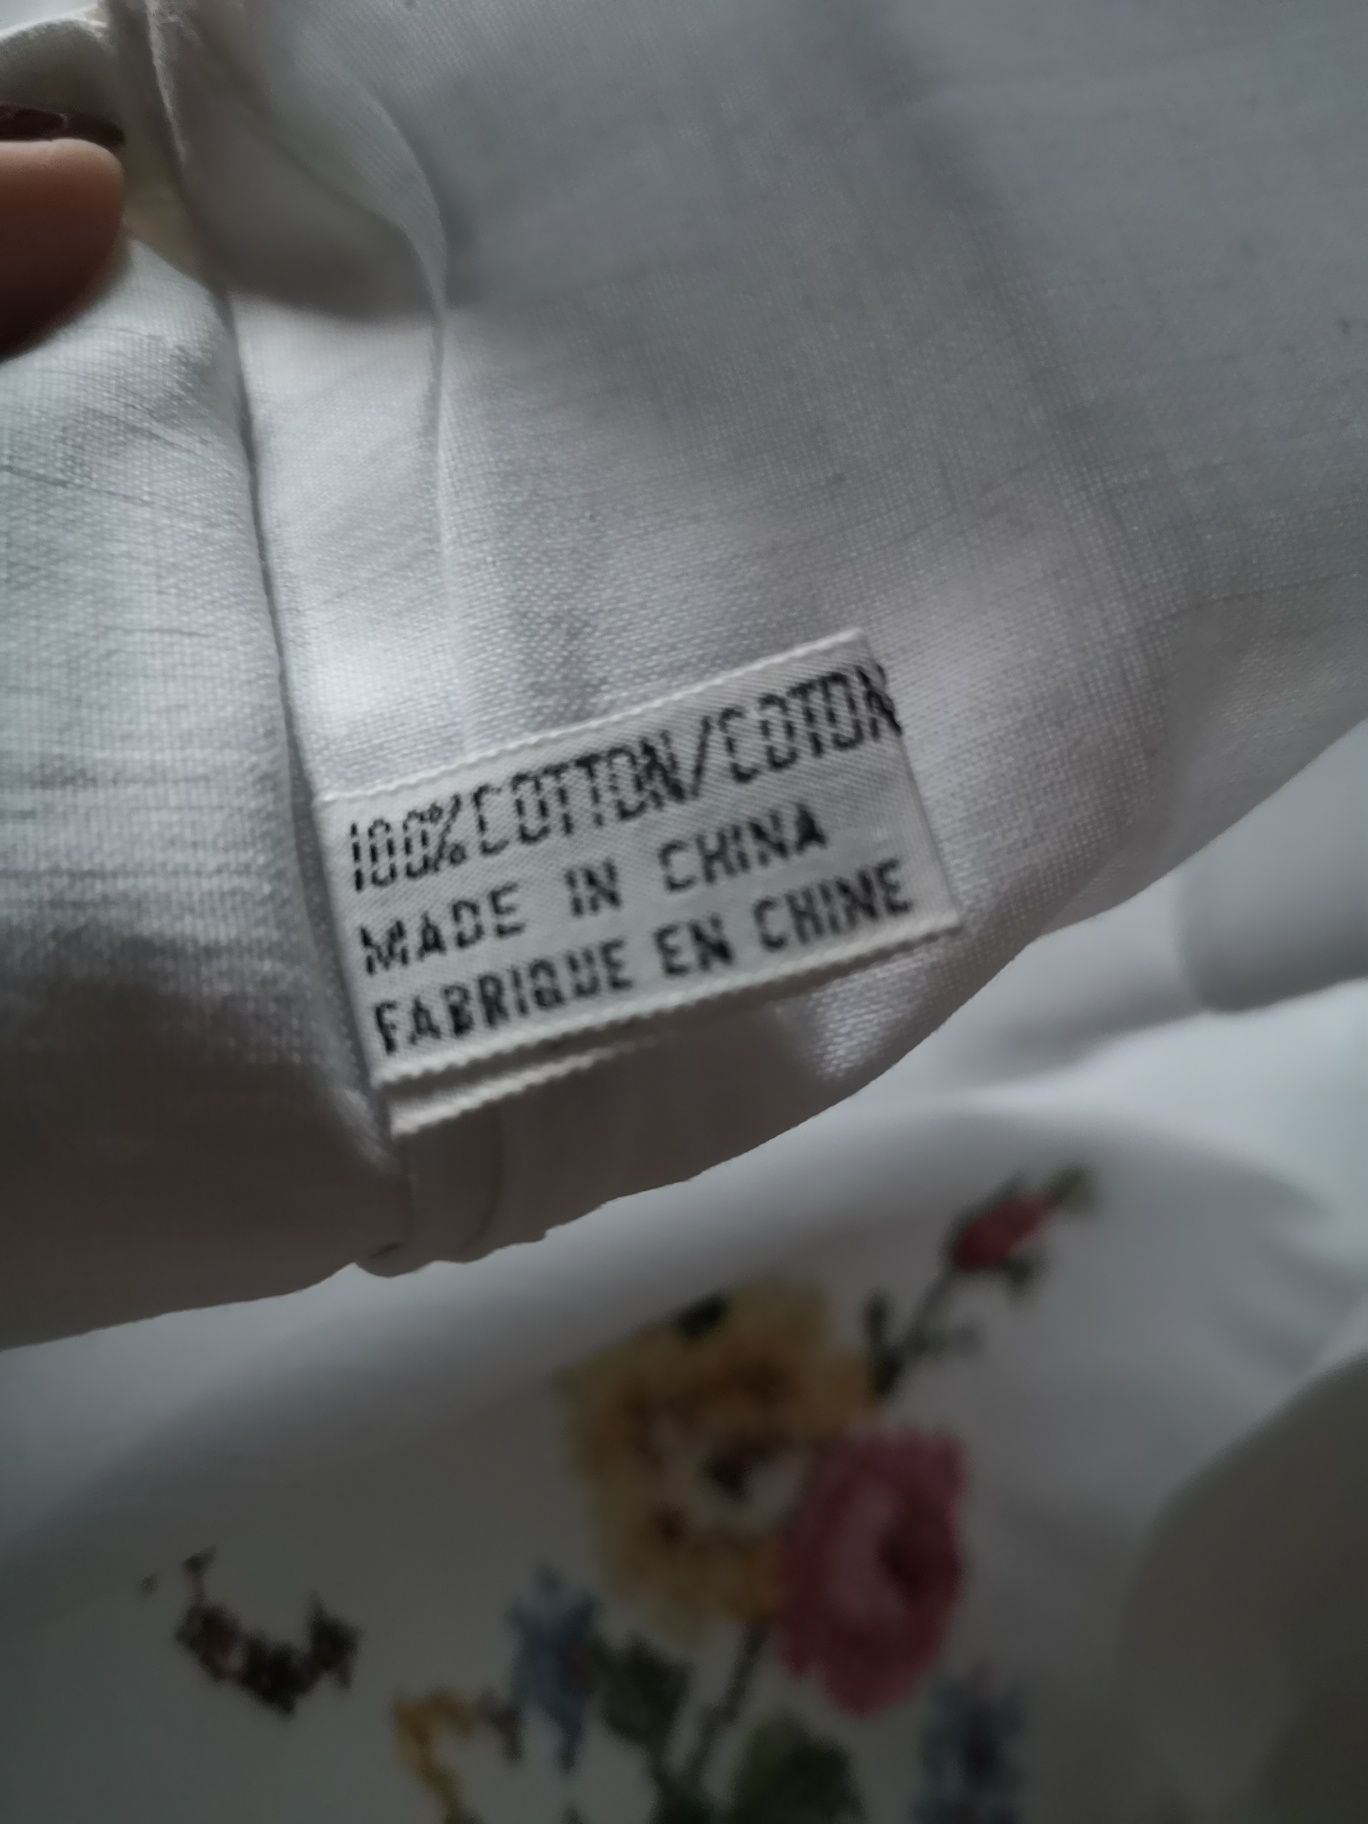 100%COTTON/COTON
MADE IN CHINA
FABRIQUE EN CHINE